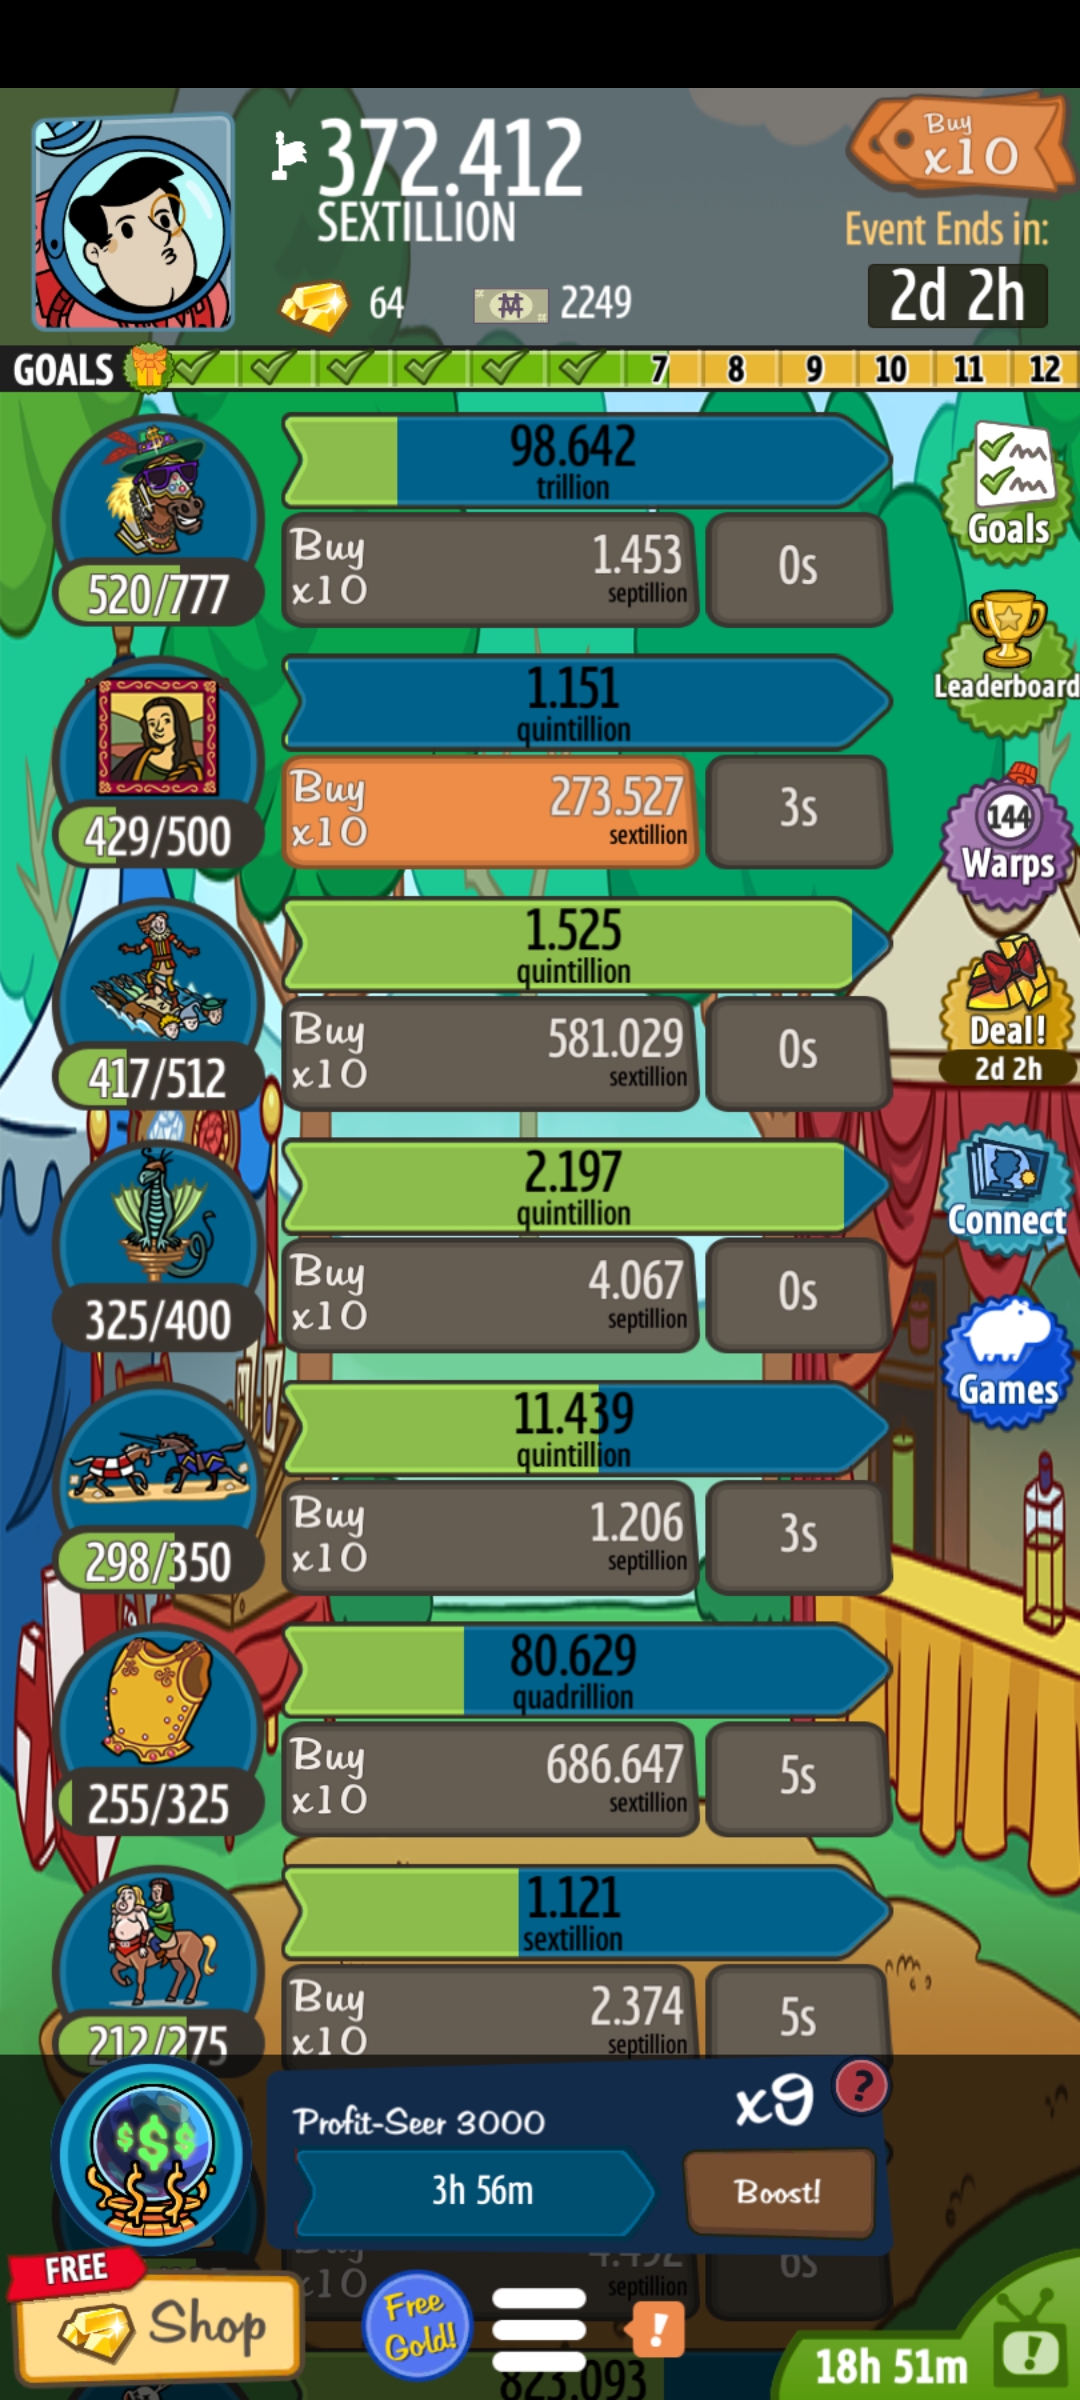 372.412
SEXTILLION
Buy
x10
Event Ends in:
2d 2h
64
2249
GOALS
7
8
9
10
11
12
98.642
trillion
520/777
Buy
x10
1.453
septillion
0s
Goals
1.151
quintillion
429/500
Buy
x10
273.527
sextillion
3s
Leaderboard
144
Warps
1.525
quintillion
417/512
Buy
x10
581.029
sextillion
0s
Deal!
2d 2h
2.197
quintillion
325/400
Buy
x10
4.067
septillion
0s
Connect
11.439
quintillion
298/350
Buy
x10
1.206
septillion
3s
Games
80.629
quadrillion
255/325
Buy
x10
686.647
sextillion
5s
1.121
sextillion
212/275
Buy
x10
2.374
septillion
5s
$$$
Profit-Seer 3000
x9
?
3h 56m
Boost!
x10
septillion
6s
FREE
Shop
Free
Gold!
!
823.093
18h 51m
!